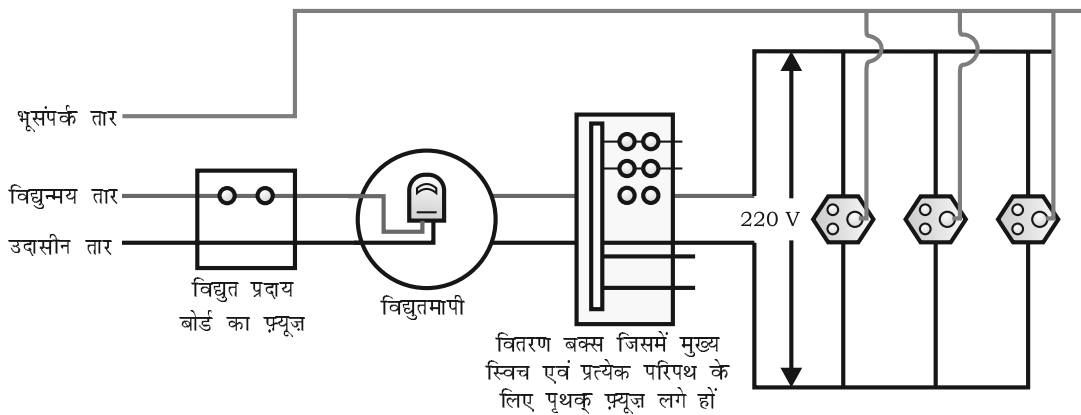 भूसंपर्क तार
विद्युन्मय तार
उदासीन तार
220 V
विद्युत प्रदाय
बोर्ड का फ़्यूज़
विद्युतमापी
वितरण बक्स जिसमें मुख्य
स्विच एवं प्रत्येक परिपथ के
लिए पृथक् फ़्यूज़ लगे हों